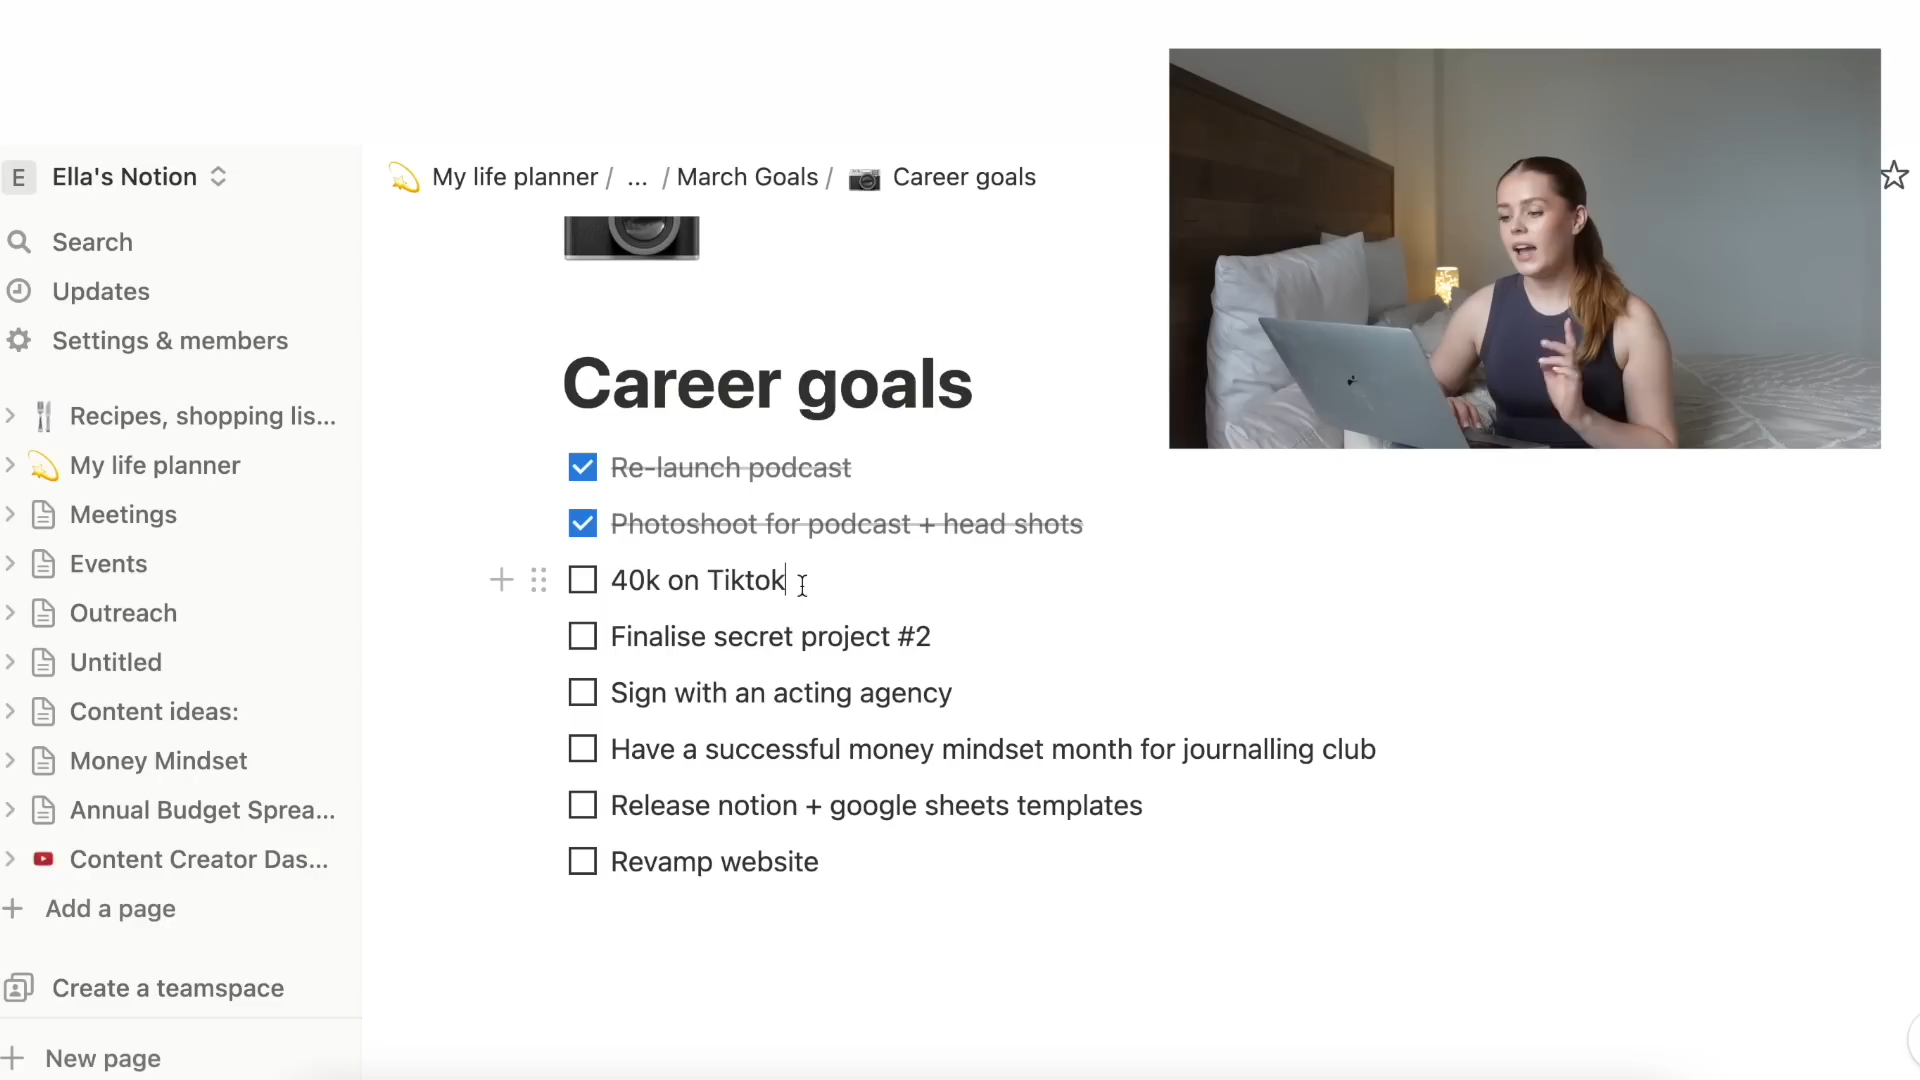 E Ella's Notion
Search
Updates
Settings & members
Recipes, shopping lis...
My life planner
Meetings
Events
Outreach
Untitled
Content ideas:
Money Mindset
Annual Budget Sprea...
Content Creator Das...
Add a page
Create a teamspace
New page
My life planner / ... / March Goals / Career goals
Career goals
Re-launch podcast
Photoshoot for podcast + head shots
40k on Tiktok
Finalise secret project #2
Sign with an acting agency
Have a successful money mindset month for journalling club
Release notion + google sheets templates
Revamp website